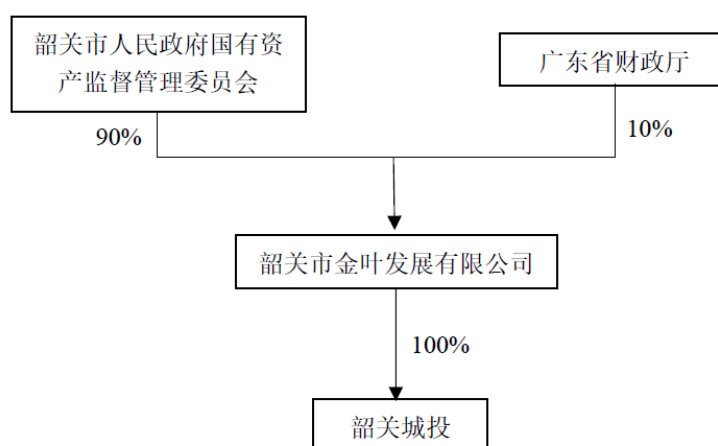 韶关市人民政府国有资
产监督管理委员会
广东省财政厅
90%
10%
韶关市金叶发展有限公司
100%
韶关城投